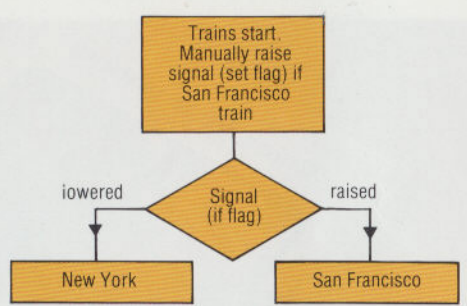 Trains start.
Manually raise
signal (set flag) if
San Francisco
train
iowered
Signal
(if flag)
raised
New York
San Francisco